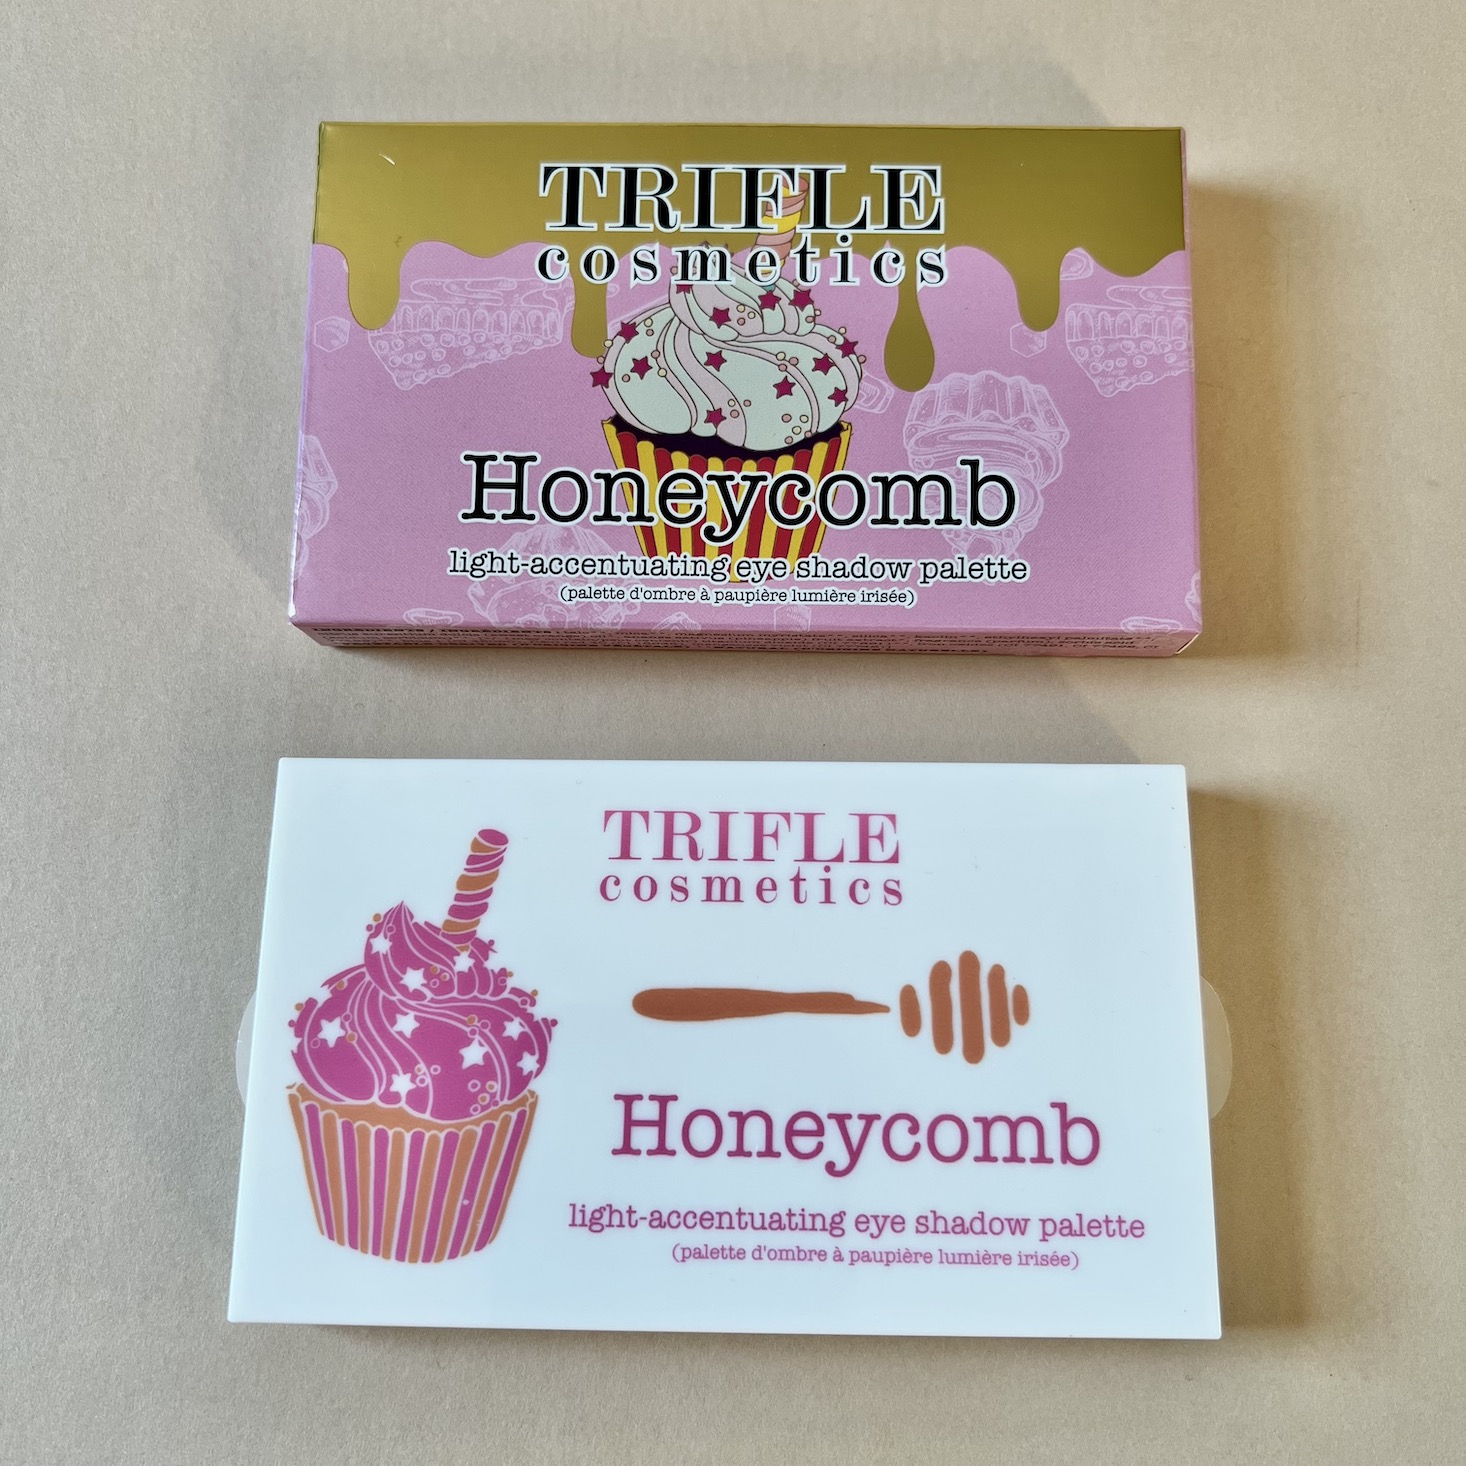 TRIFLE
cosmetics
Honeycomb
light-accentuating eye shadow palette
(palette d'ombre à paupière lumière irisée)
TRIFLE
cosmetics
Honeycomb
light-accentuating eye shadow palette
(palette d'ombre à paupière lumière irisée)